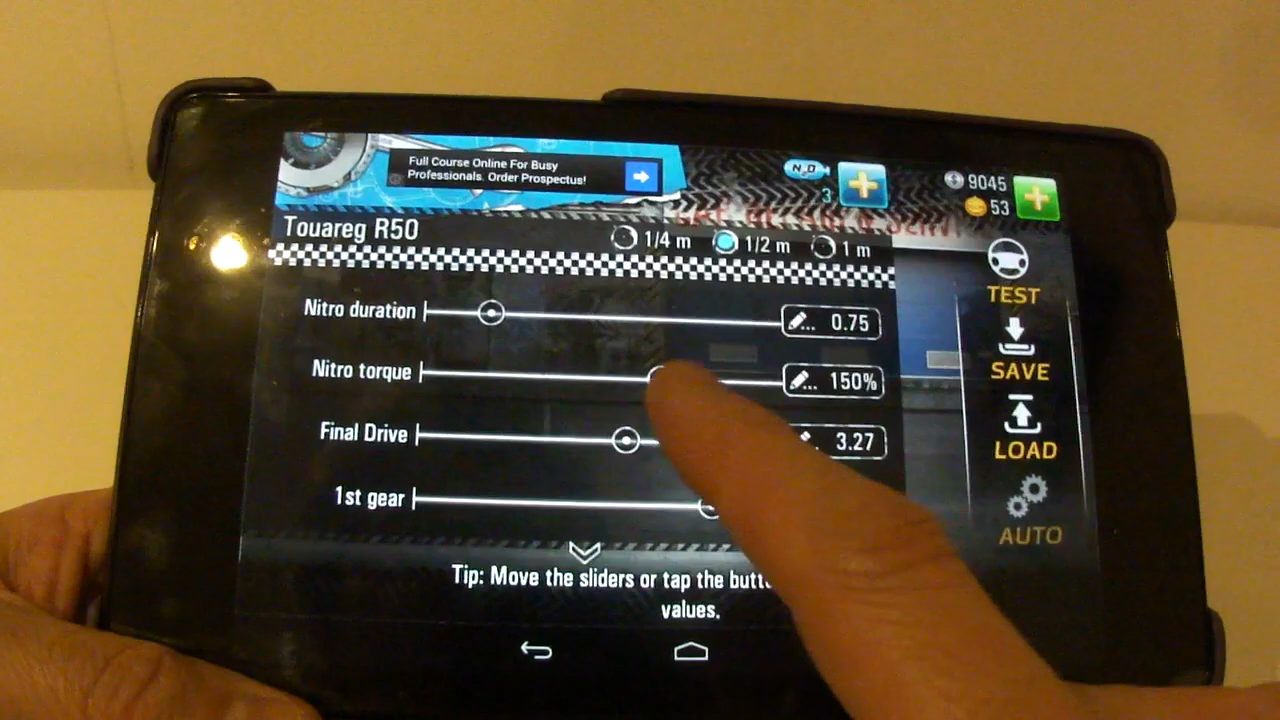 Full Course Online For Busy
Professionals. Order Prospectus!
N2O
3
9045
53
Touareg R50
1/4 m
1/2 m
1 m
TEST
Nitro duration
0.75
Nitro torque
150%
SAVE
Final Drive
3.27
LOAD
1st gear
AUTO
Tip: Move the sliders or tap the
values.